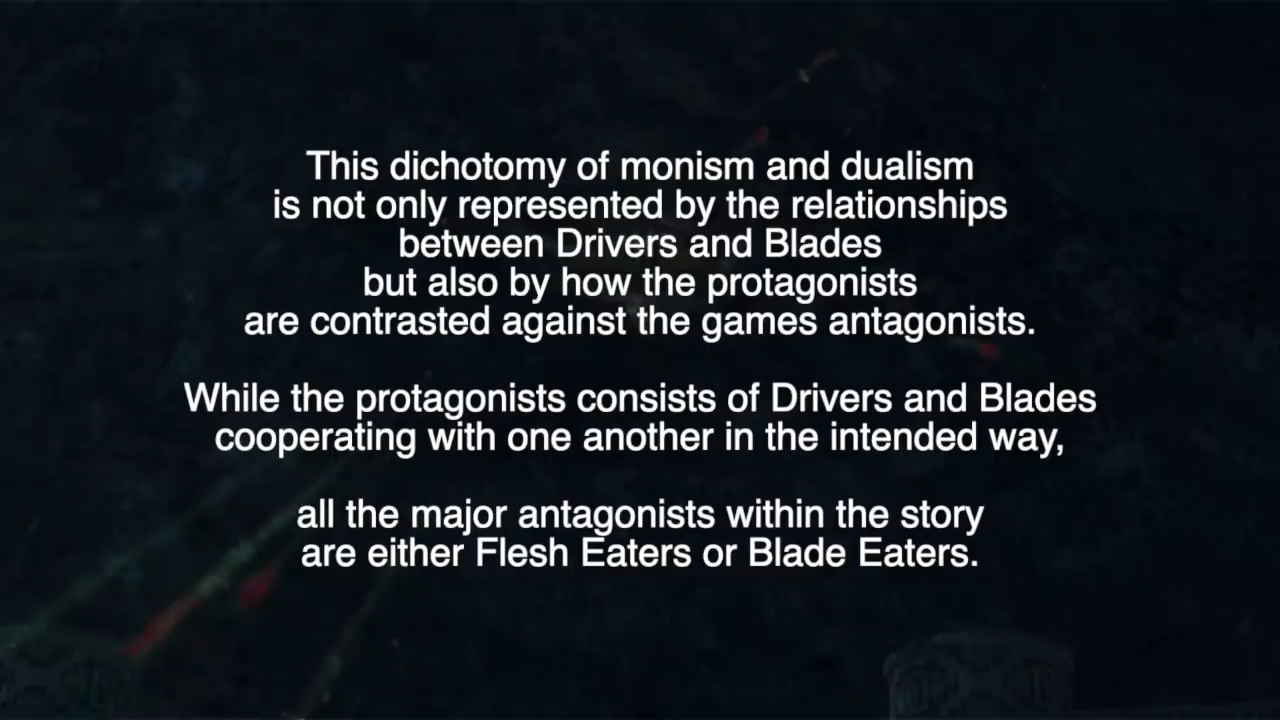 This dichotomy of monism and dualism
is not only represented by the relationships
between Drivers and Blades
but also by how the protagonists
are contrasted against the games antagonists.
While the protagonists consists of Drivers and Blades
cooperating with one another in the intended way,
all the major antagonists within the story
are either Flesh Eaters or Blade Eaters.